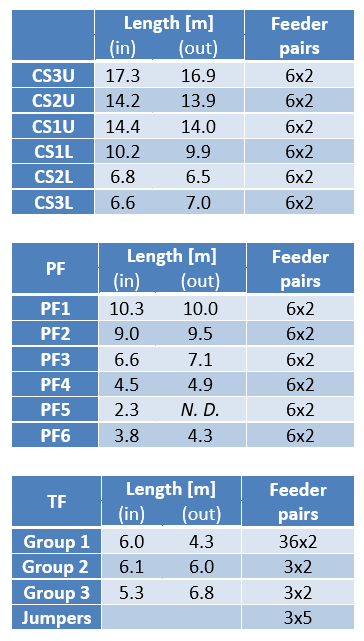 Length [m] Feeder
(in) (out) pairs
CS3U 17.3 16.9 6x2
CS2U 14.2 13.9 6x2
CS1U 14.4 14.0 6x2
CS1L 10.2 9.9 6x2
CS2L 6.8 6.5 6x2
CS3L 6.6 7.0 6x2
PF Length [m] Feeder
(in) (out) pairs
PF1 10.3 10.0 6x2
PF2 9.0 9.5 6x2
PF3 6.6 7.1 6x2
PF4 4.5 4.9 6x2
PF5 2.3 N. D. 6x2
PF6 3.8 4.3 6x2
TF Length [m] Feeder
(in) (out) pairs
Group 1 6.0 4.3 36x2
Group 2 6.1 6.0 3x2
Group 3 5.3 6.8 3x2
Jumpers 3x5